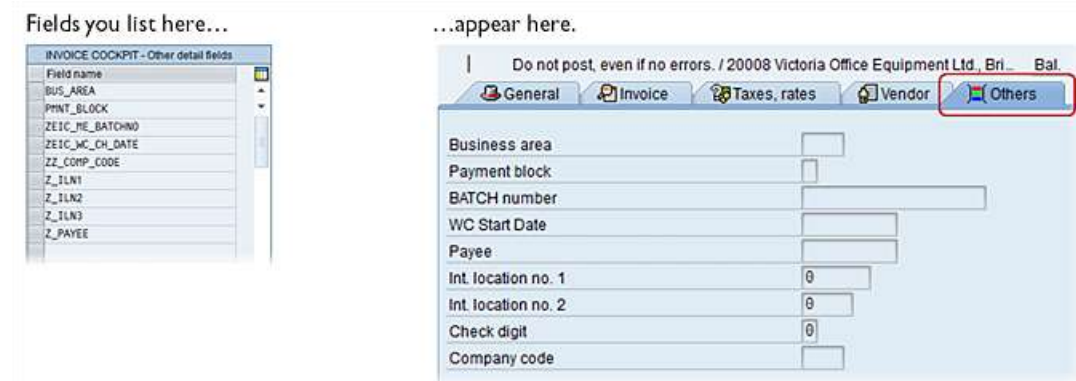 Fields you list here...
INVOICE COCKPIT - Other detail fields
Field name
BUS_AREA
PMNT_BLOCK
ZEIC_ME_BATCHNO
ZEIC_WC_CH_DATE
ZZ_COMP_CODE
Z_ILN1
Z_ILN2
Z_ILN3
Z_PAYEE
...appear here.
Do not post, even if no errors. / 20008 Victoria Office Equipment Ltd., Bri... Bal.
General Invoice Taxes, rates Vendor Others
Business area
Payment block
BATCH number
WC Start Date
Payee
Int. location no. 1 0
Int. location no. 2 0
Check digit 0
Company code